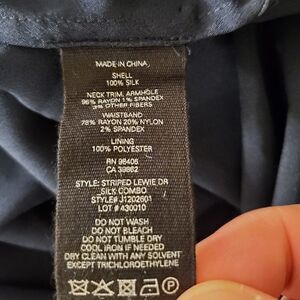 MADE IN CHINA
SHELL
100% SILK
NECK TRIM, ARMHOLE
96% RAYON 1% SPANDEX
3% OTHER FIBERS
WAISTBAND
78% RAYON 20% NYLON
2% SPANDEX
LINING
100% POLYESTER
RN 98406
CA 39862
STYLE: STRIPED LEWIE DR
SILK COMBO
STYLE# J1202601
LOT # 430010
DO NOT WASH
DO NOT BLEACH
DO NOT TUMBLE DRY
COOL IRON IF NEEDED
DRY CLEAN WITH ANY SOLVENT
EXCEPT TRICHLOROETHYLENE